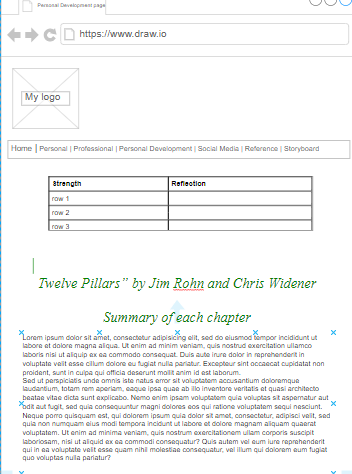 Personal Development page
https://www.draw.io
My logo
Home | Personal | Professional | Personal Development | Social Media | Reference | Storyboard
Strength Reflection
row 1
row 2
row 3
Twelve Pillars” by Jim Rohn and Chris Widener
Summary of each chapter
Lorem ipsum dolor sit amet, consectetur adipisicing elit, sed do eiusmod tempor incididunt ut
labore et dolore magna aliqua. Ut enim ad minim veniam, quis nostrud exercitation ullamco
laboris nisi ut aliquip ex ea commodo consequat. Duis aute irure dolor in reprehenderit in
voluptate velit esse cillum dolore eu fugiat nulla pariatur. Excepteur sint occaecat cupidatat non
proident, sunt in culpa qui officia deserunt mollit anim id est laborum.
Sed ut perspiciatis unde omnis iste natus error sit voluptatem accusantium doloremque
laudantium, totam rem aperiam, eaque ipsa quae ab illo inventore veritatis et quasi architecto
beatae vitae dicta sunt explicabo. Nemo enim ipsam voluptatem quia voluptas sit aspernatur aut
odit aut fugit, sed quia consequuntur magni dolores eos qui ratione voluptatem sequi nesciunt.
Neque porro quisquam est, qui dolorem ipsum quia dolor sit amet, consectetur, adipisci velit, sed
quia non numquam eius modi tempora incidunt ut labore et dolore magnam aliquam quaerat
voluptatem. Ut enim ad minima veniam, quis nostrum exercitationem ullam corporis suscipit
laboriosam, nisi ut aliquid ex ea commodi consequatur? Quis autem vel eum iure reprehenderit
qui in ea voluptate velit esse quam nihil molestiae consequatur, vel illum qui dolorem eum fugiat
quo voluptas nulla pariatur?